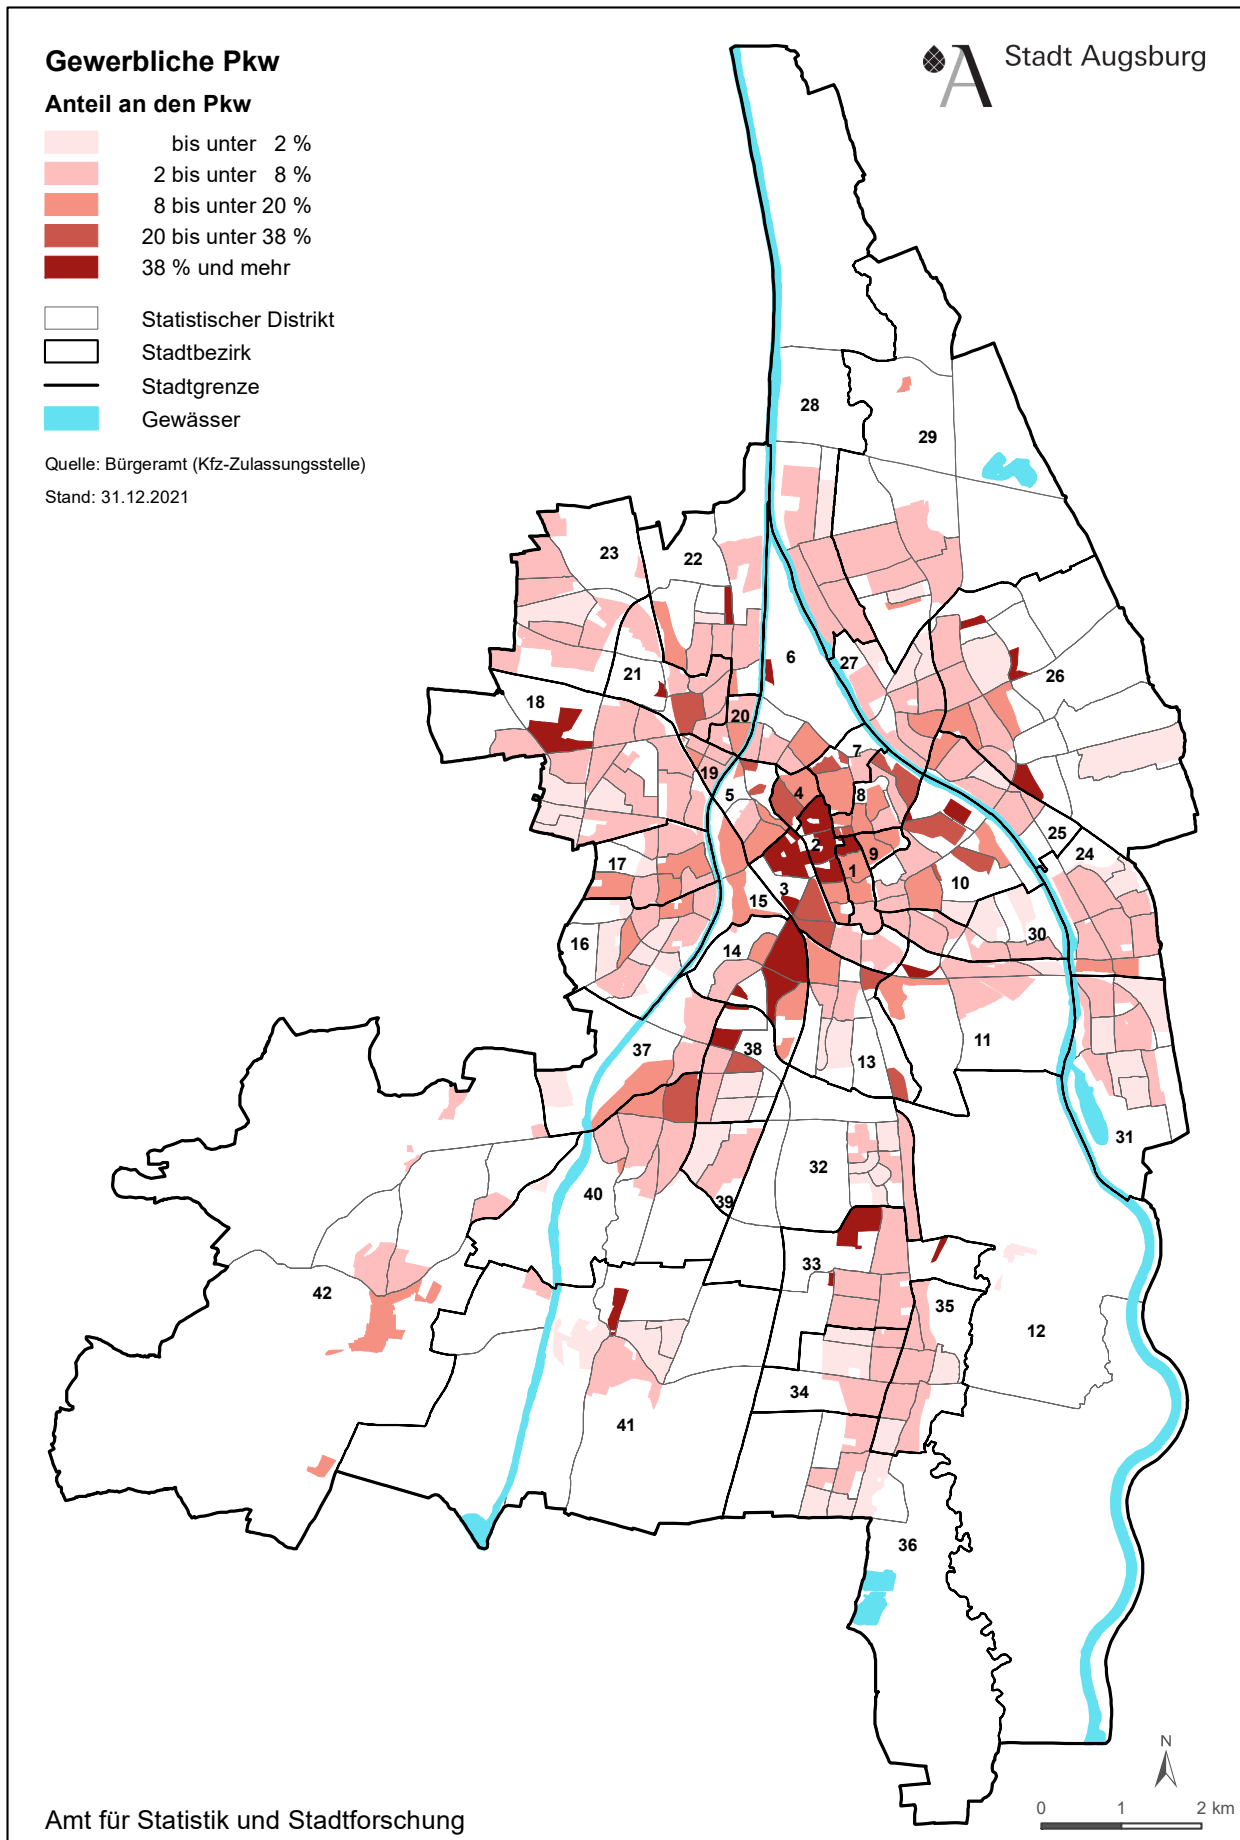 Gewerbliche Pkw
Stadt Augsburg
Anteil an den Pkw
bis unter 2 %
2 bis unter 8 %
8 bis unter 20 %
20 bis unter 38 %
38 % und mehr
Statistischer Distrikt
Stadtbezirk
Stadtgrenze
Gewässer
Quelle: Bürgeramt (Kfz-Zulassungsstelle)
Stand: 31.12.2021
28
29
23
22
6
27
21
26
18
20
7
19
5
4
8
25
2
9
24
17
1
3
10
15
30
16
14
11
37
38
13
31
32
40
39
33
42
35
12
34
41
36
N
0 1 2 km
Amt für Statistik und Stadtforschung